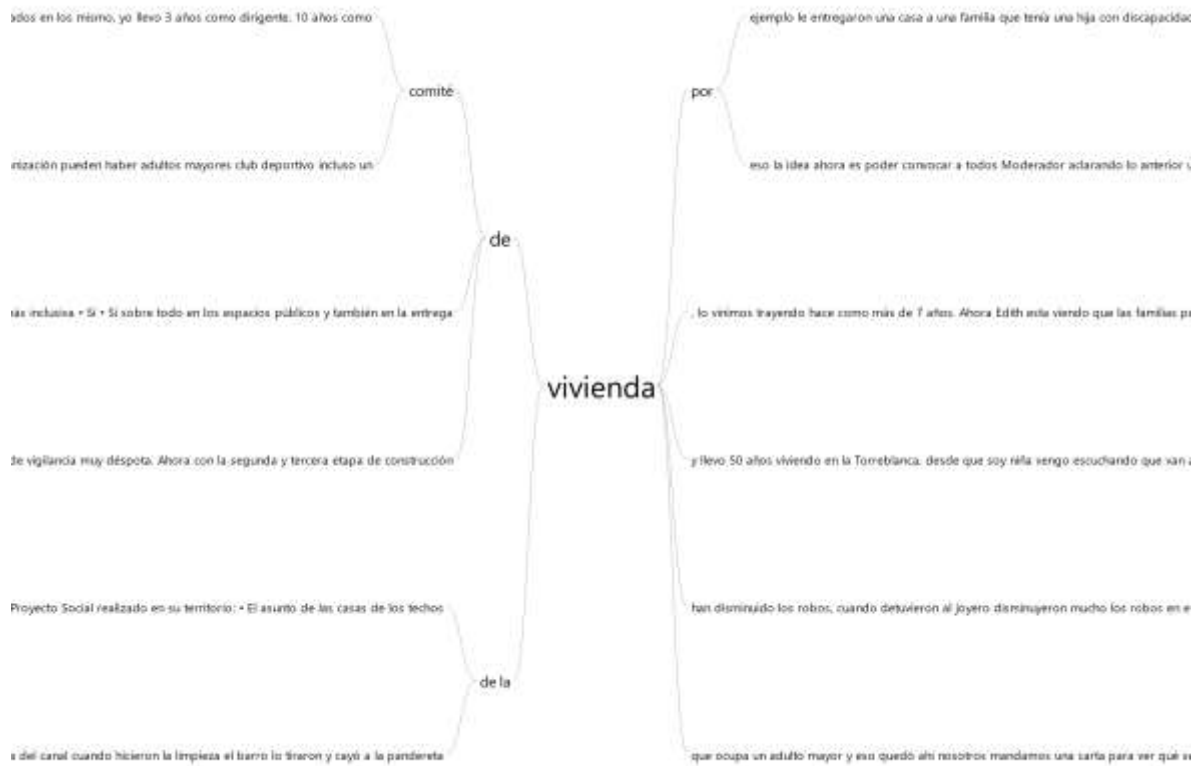 ados en los mismo, yo llevo 3 años como dirigente. 10 años como
comité
nización pueden haber adultos mayores club deportivo incluso un
de
más inclusiva • Si • Si sobre todo en los espacios públicos y también en la entrega
de vigilancia muy déspota. Ahora con la segunda y tercera etapa de construcción
Proyecto Social realizado en su territorio: • El asunto de las casas de los techos
de la
a del canal cuando hicieron la limpieza el barro lo tiraron y cayó a la pandereta
vivienda
ejemplo le entregaron una casa a una familia que tenía una hija con discapacidad
por
eso la idea ahora es poder convocar a todos Moderador aclarando lo anterior
, lo vinimos trayendo hace como más de 7 años. Ahora Edith esta viendo que las familias
y llevo 50 años viviendo en la Torreblanca, desde que soy niña vengo escuchando que van a
han disminuido los robos, cuando detuvieron al joyero disminuyeron mucho los robos en e
que ocupa un adulto mayor y eso quedó ahi nosotros mandamos una carta para ver qué